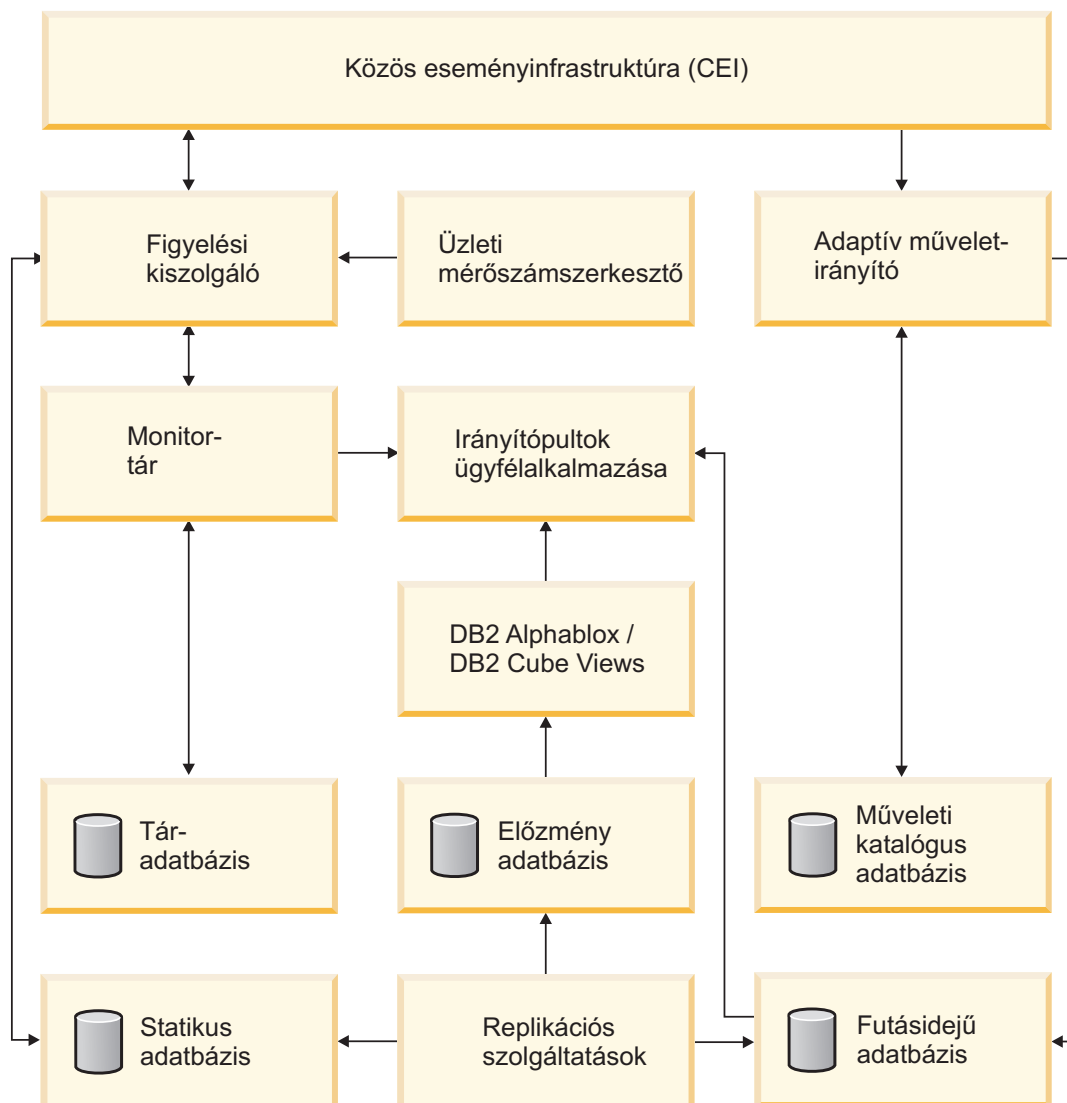 Közös eseményinfrastruktúra (CEI)
Figyelési
kiszolgáló
Üzleti
mérőszámszerkesztő
Adaptív művelet-
irányító
Monitor-
tár
Irányítópultok
ügyfélalkalmazása
DB2 Alphablox /
DB2 Cube Views
Tár-
adatbázis
Előzmény
adatbázis
Műveleti
katalógus
adatbázis
Statikus
adatbázis
Replikációs
szolgáltatások
Futásidejű
adatbázis